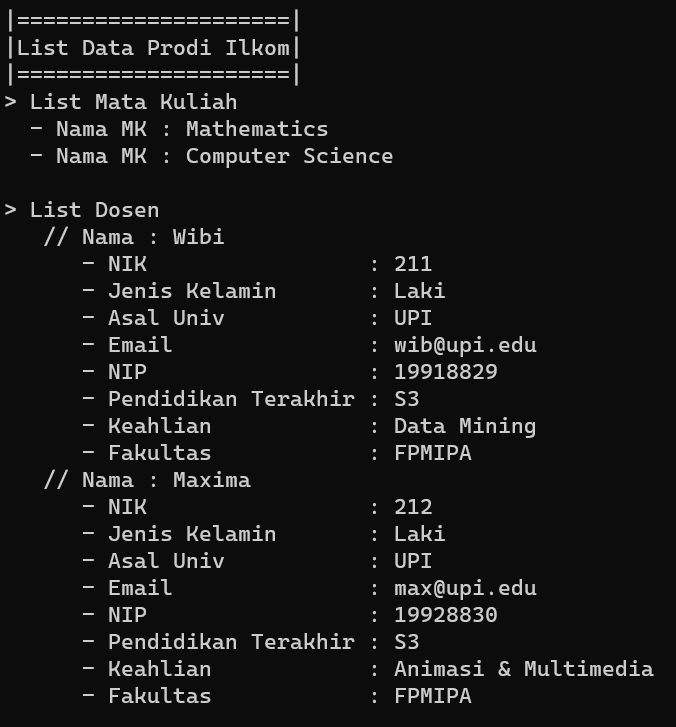 |=====================|
|List Data Prodi Ilkom|
|=====================|
> List Mata Kuliah
  - Nama MK : Mathematics
  - Nama MK : Computer Science

> List Dosen
   // Nama : Wibi
      - NIK                 : 211
      - Jenis Kelamin       : Laki
      - Asal Univ           : UPI
      - Email               : wib@upi.edu
      - NIP                 : 19918829
      - Pendidikan Terakhir : S3
      - Keahlian            : Data Mining
      - Fakultas            : FPMIPA
   // Nama : Maxima
      - NIK                 : 212
      - Jenis Kelamin       : Laki
      - Asal Univ           : UPI
      - Email               : max@upi.edu
      - NIP                 : 19928830
      - Pendidikan Terakhir : S3
      - Keahlian            : Animasi & Multimedia
      - Fakultas            : FPMIPA